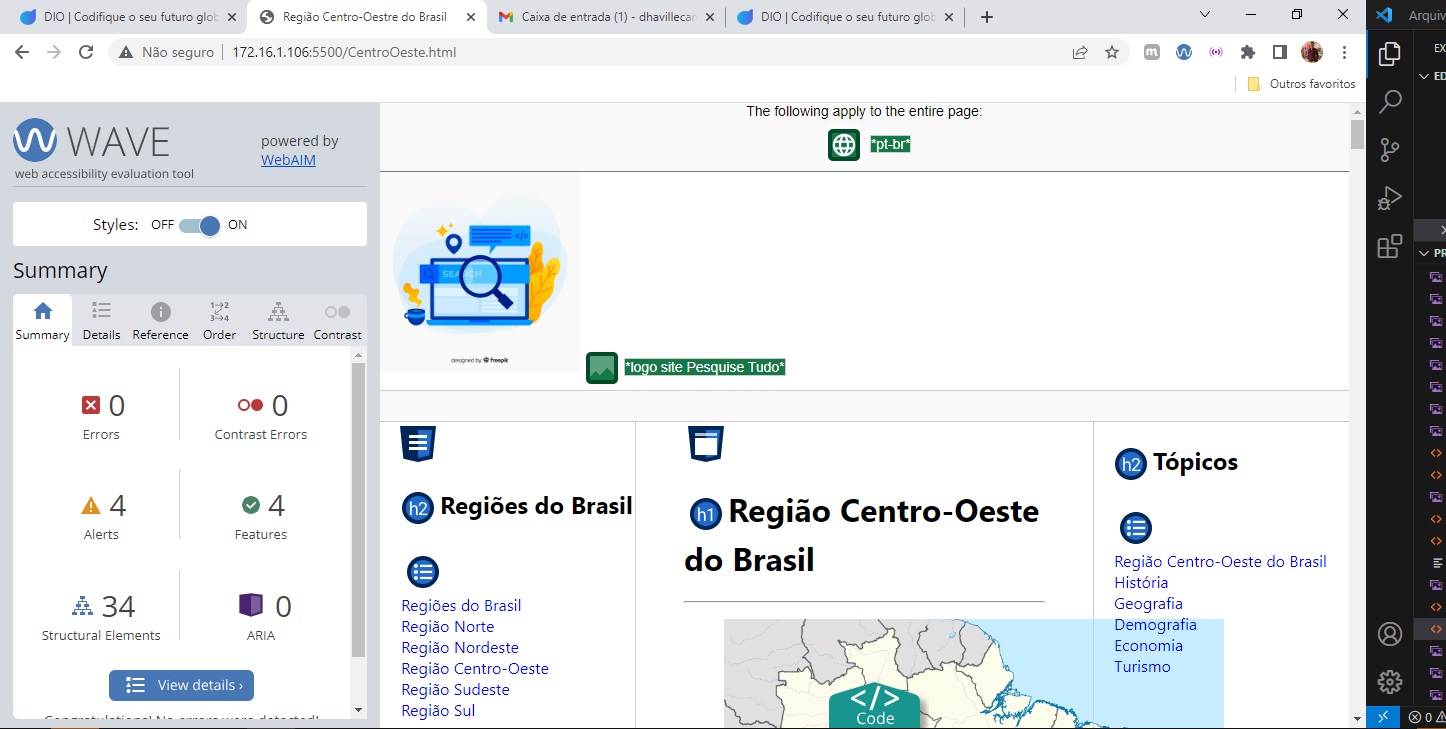 DIO | Codifique o seu futuro glob
Região Centro-Oestre do Brasil
Caixa de entrada (1) - dhavillecan
DIO | Codifique o seu futuro glob
Arquiv
Não seguro
172.16.1.106:5500/CentroOeste.html
Outros favoritos
EX
ED
PR
WAVE
powered by
WebAIM
web accessibility evaluation tool
Styles: OFF ON
Summary
Summary Details Reference Order Structure Contrast
0
Errors
0
Contrast Errors
4
Alerts
4
Features
34
Structural Elements
0
ARIA
View details ›
Congratulations! No errors were detected!
The following apply to the entire page:
*pt-br*
SEARCH
designed by freepik
*logo site Pesquise Tudo*
h2 Regiões do Brasil
Regiões do Brasil
Região Norte
Região Nordeste
Região Centro-Oeste
Região Sudeste
Região Sul
h1 Região Centro-Oeste
do Brasil
</>
Code
h2 Tópicos
Região Centro-Oeste do Brasil
História
Geografia
Demografia
Economia
Turismo
0